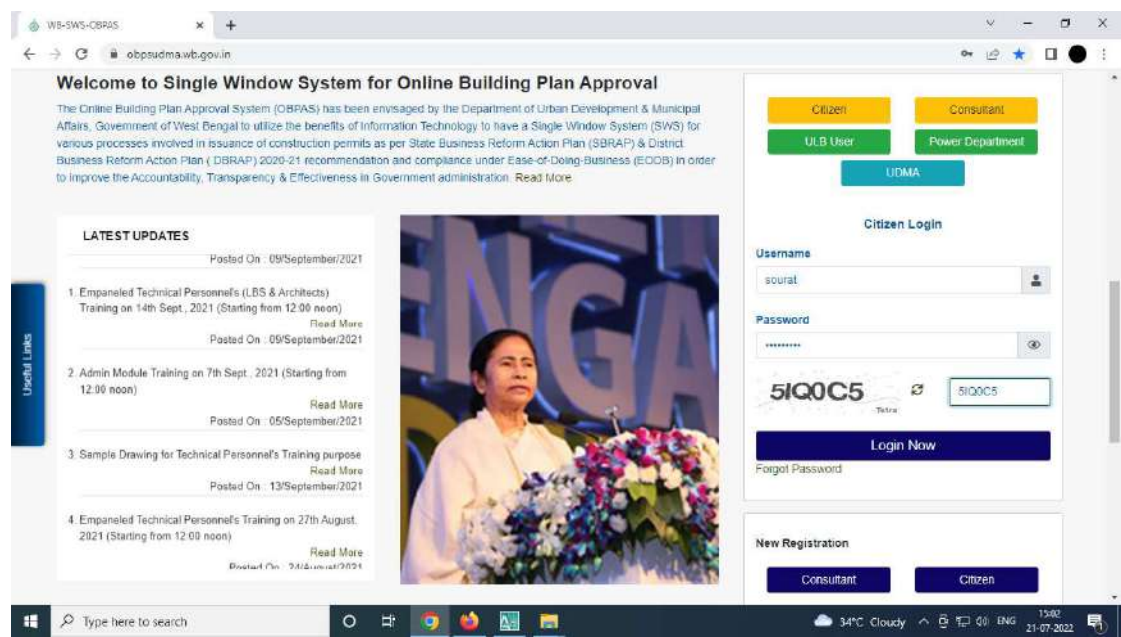 WB-SWS-OBPAS
obpsudma.wb.gov.in
Welcome to Single Window System for Online Building Plan Approval
The Online Building Plan Approval System (OBPAS) has been envisaged by the Department of Urban Development & Municipal
Affairs, Government of West Bengal to utilize the benefits of Information Technology to have a Single Window System (SWS) for
various processes involved in issuance of construction permits as per State Business Reform Action Plan (SBRAP) & District
Business Reform Action Plan ( DBRAP) 2020-21 recommendation and compliance under Ease-of-Doing-Business (EODB) in order
to improve the Accountability, Transparency & Effectiveness in Government administration. Read More
Useful Links
LATEST UPDATES
Posted On : 09/September/2021
1. Empaneled Technical Personnel's (LBS & Architects)
Training on 14th Sept., 2021 (Starting from 12:00 noon)
Read More
Posted On : 09/September/2021
2. Admin Module Training on 7th Sept., 2021 (Starting from
12:00 noon)
Read More
Posted On : 05/September/2021
3. Sample Drawing for Technical Personnel's Training purpose
Read More
Posted On : 13/September/2021
4. Empaneled Technical Personnel's Training on 27th August,
2021 (Starting from 12:00 noon)
Read More
Posted On : 24/August/2021
ENGA
Citizen
Consultant
ULB User
Power Department
UDMA
Citizen Login
Username
sourat
Password
•••••••••
5IQ0C5
Tetra
5IQ0C5
Login Now
Forgot Password
New Registration
Consultant
Citizen
Type here to search
34°C Cloudy
ENG
15:02
21-07-2022